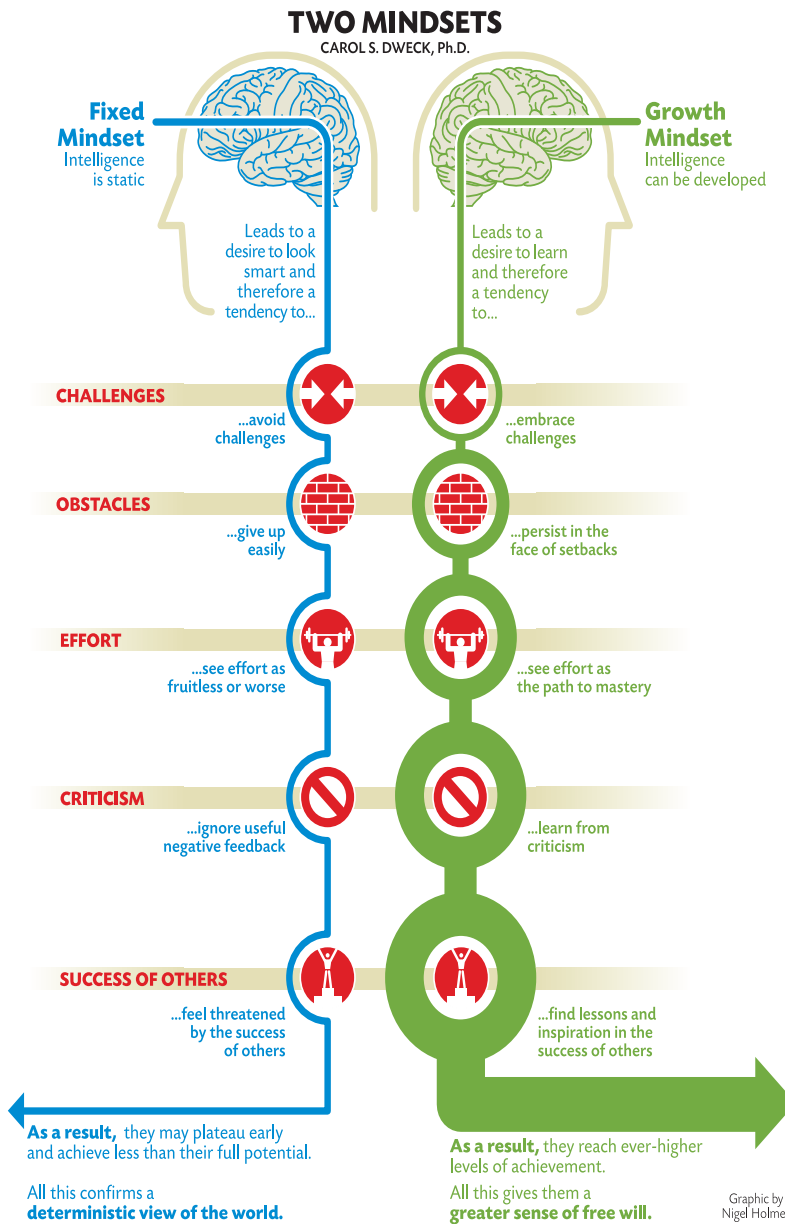 TWO MINDSETS
CAROL S. DWECK, Ph.D.
Fixed
Mindset
Intelligence
is static
Growth
Mindset
Intelligence
can be developed
Leads to a
desire to look
smart and
therefore a
tendency to...
Leads to a
desire to learn
and therefore
a tendency
to...
CHALLENGES
...avoid
challenges
...embrace
challenges
OBSTACLES
...give up
easily
...persist in the
face of setbacks
EFFORT
...see effort as
fruitless or worse
...see effort as
the path to mastery
CRITICISM
...ignore useful
negative feedback
...learn from
criticism
SUCCESS OF OTHERS
...feel threatened
by the success
of others
...find lessons and
inspiration in the
success of others
As a result, they may plateau early
and achieve less than their full potential.
All this confirms a
deterministic view of the world.
As a result, they reach ever-higher
levels of achievement.
All this gives them a
greater sense of free will.
Graphic by
Nigel Holme